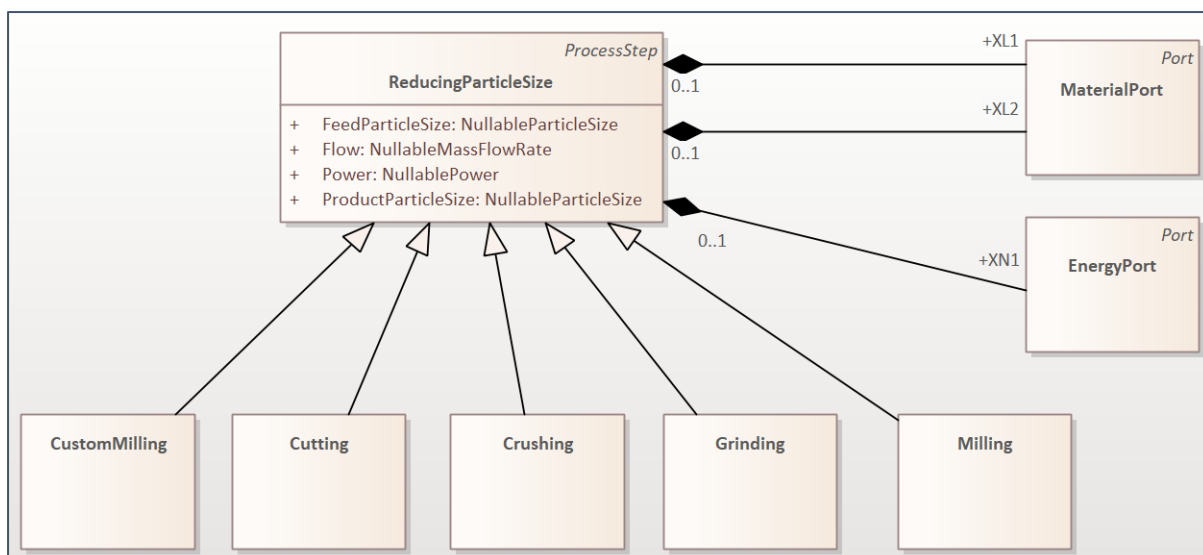 ProcessStep
ReducingParticleSize
+ FeedParticleSize: NullableParticleSize
+ Flow: NullableMassFlowRate
+ Power: NullablePower
+ ProductParticleSize: NullableParticleSize
+XL1
0..1
+XL2
0..1
+XN1
0..1
Port
MaterialPort
Port
EnergyPort
CustomMilling
Cutting
Crushing
Grinding
Milling